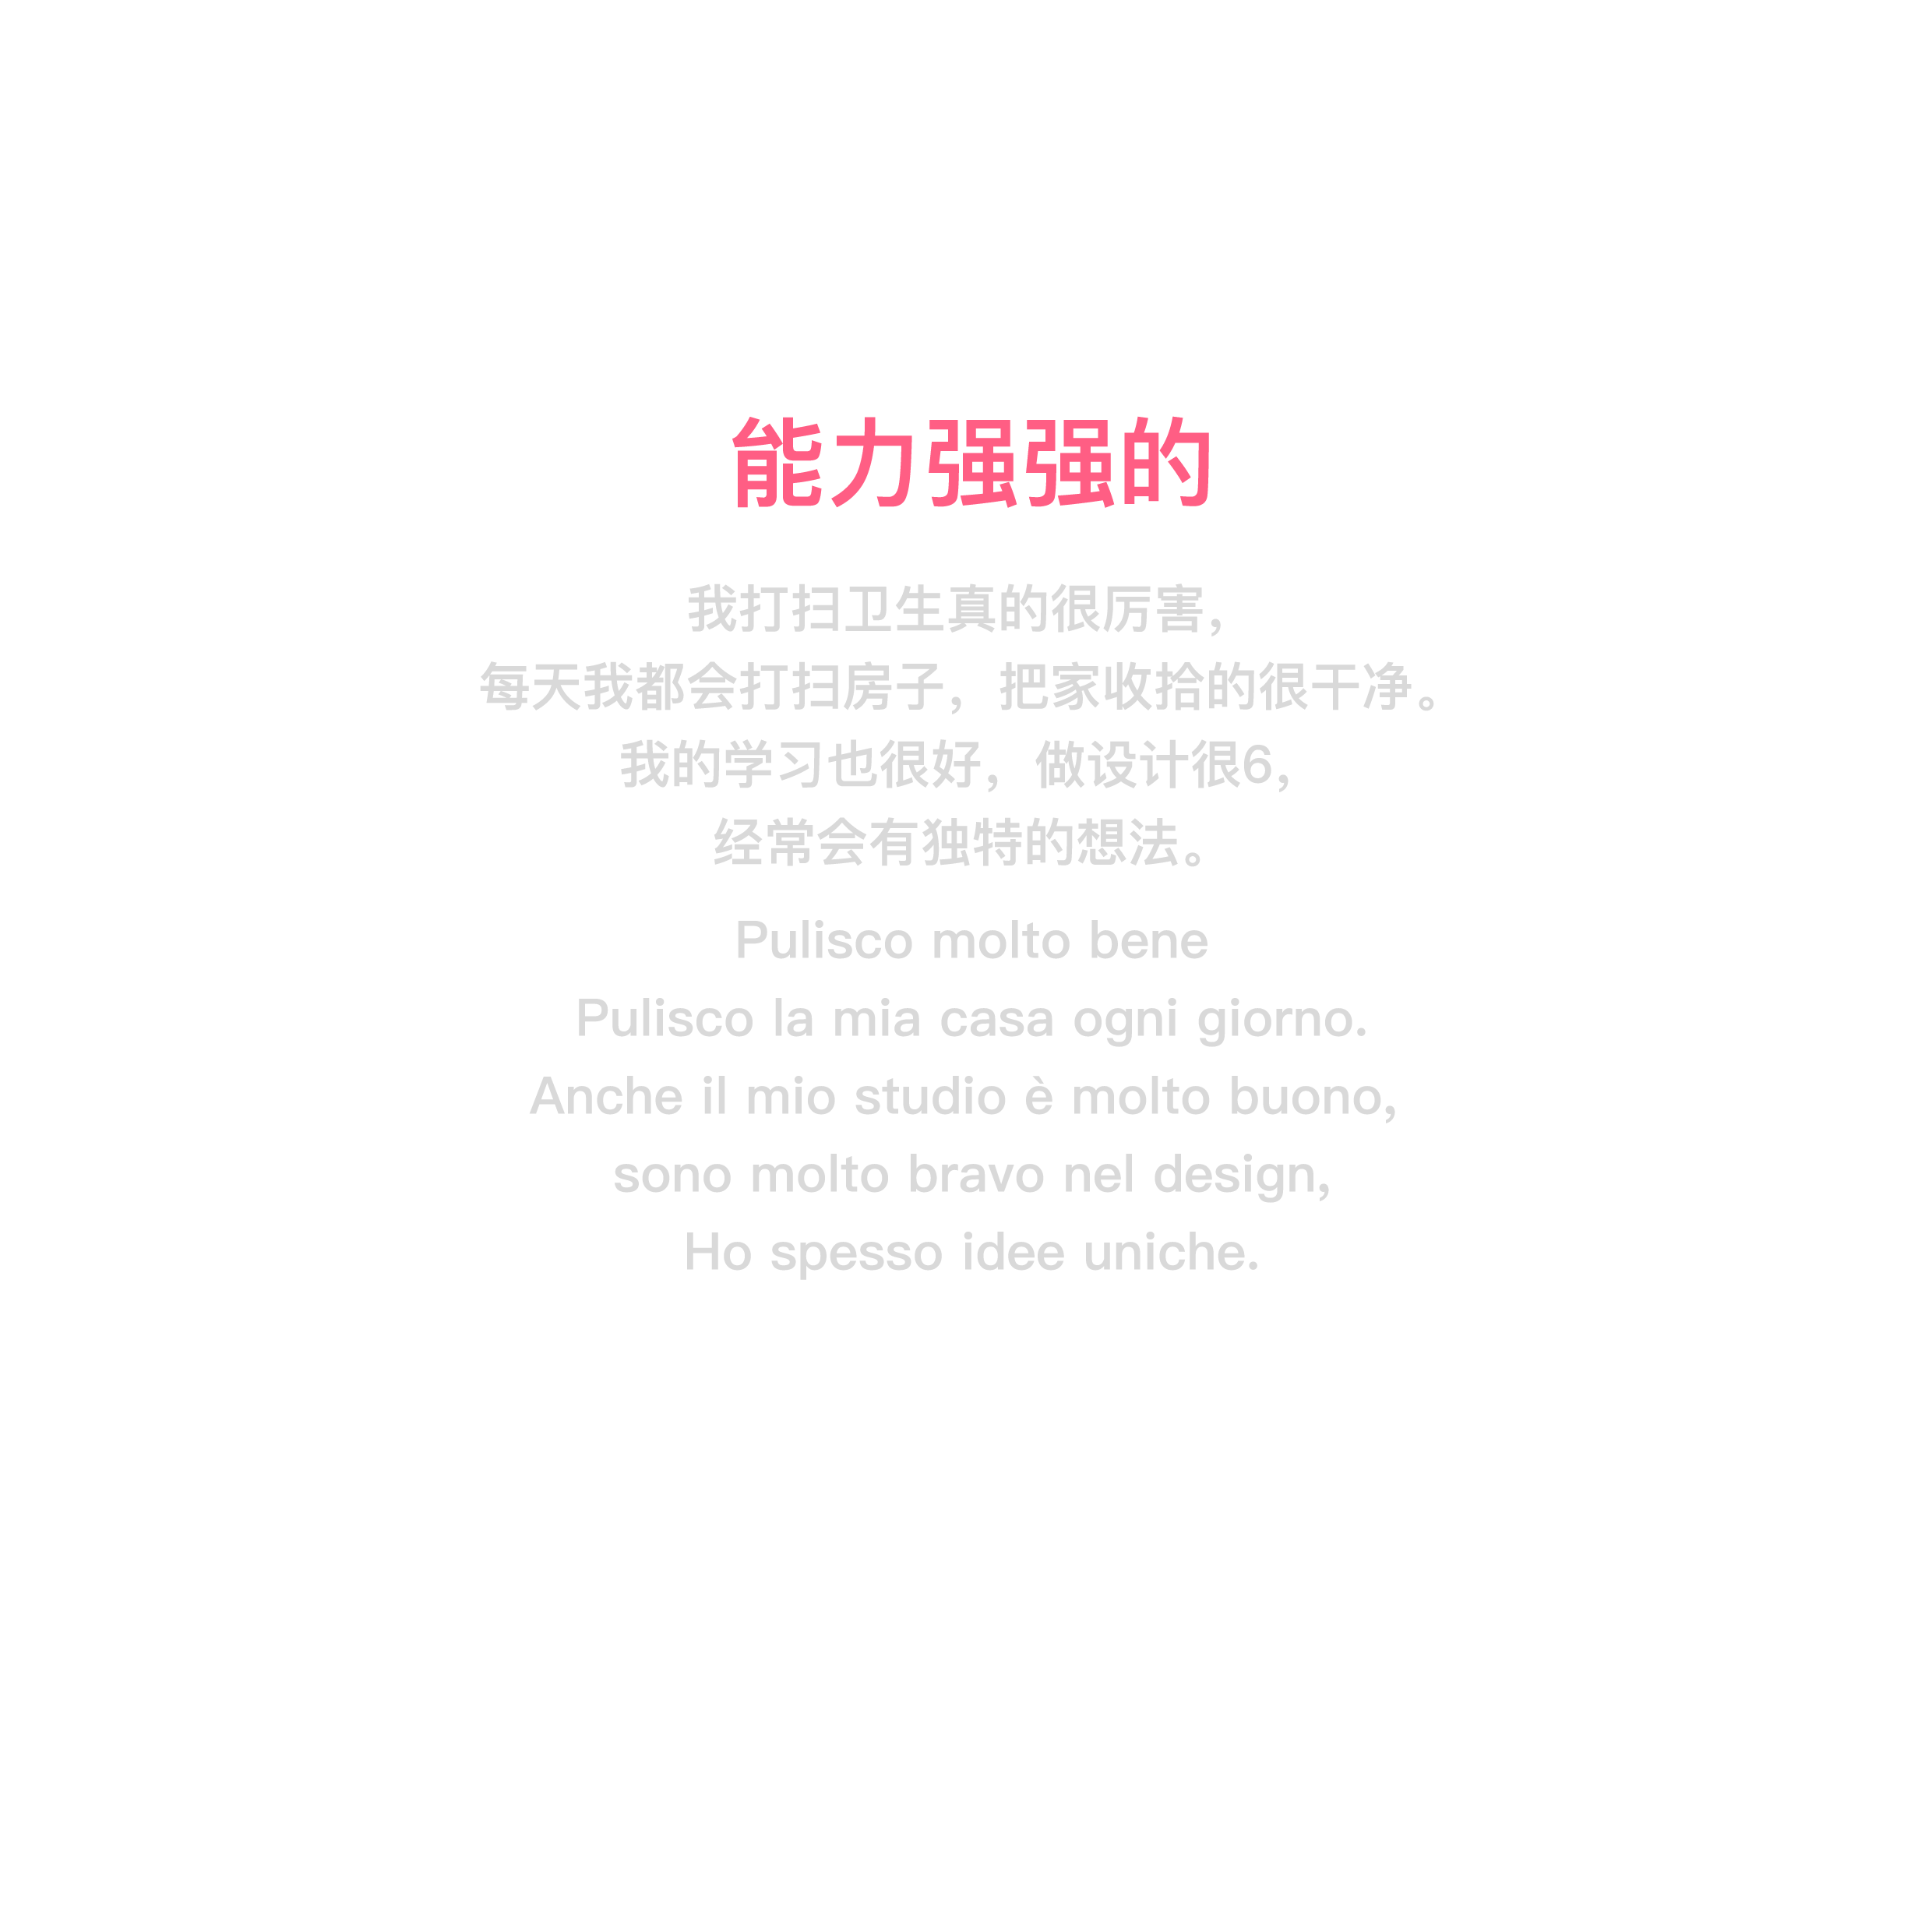 能力强强的
我打扫卫生真的很厉害，
每天我都会打扫房子，把家收拾的很干净。
我的学习也很好，做设计很6，
经常会有独特的想法。
Pulisco molto bene
Pulisco la mia casa ogni giorno.
Anche il mio studio è molto buono,
sono molto bravo nel design,
Ho spesso idee uniche.